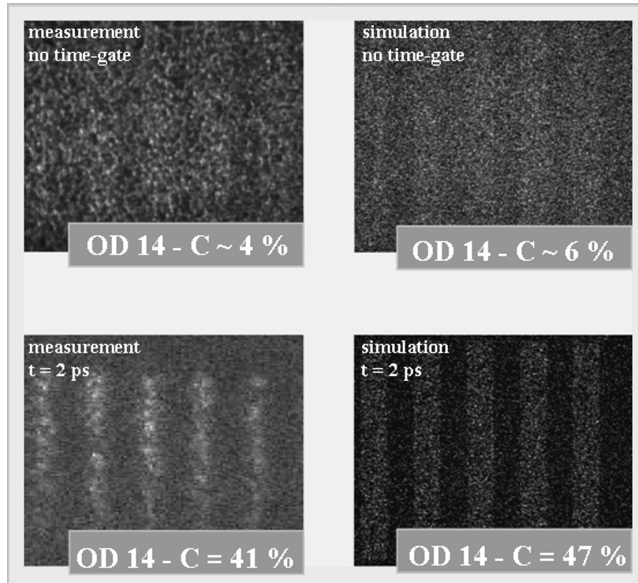 measurement
no time-gate
OD 14 - C ~ 4 %
simulation
no time-gate
OD 14 - C ~ 6 %
measurement
t = 2 ps
OD 14 - C = 41 %
simulation
t = 2 ps
OD 14 - C = 47 %